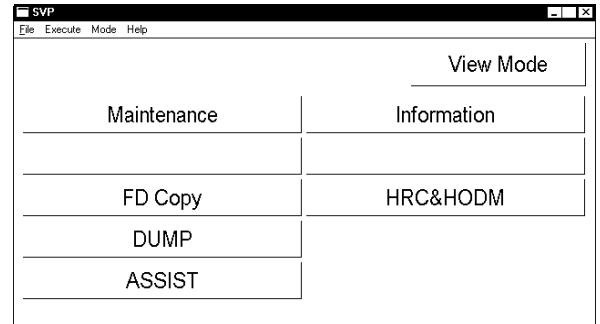 SVP
File Execute Mode Help
View Mode
Maintenance Information
FD Copy HRC&HODM
DUMP
ASSIST